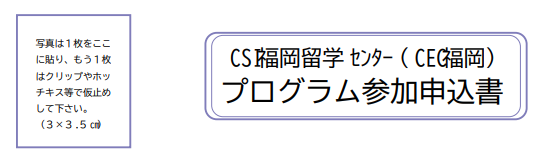 写真は１枚をここ
に貼り、もう１枚
はクリップやホッ
チキス等で仮止め
して下さい。
（３×３.５㎝）
CSI福岡留学 ｾﾝﾀｰ（ CEG福岡）
プログラム参加申込書